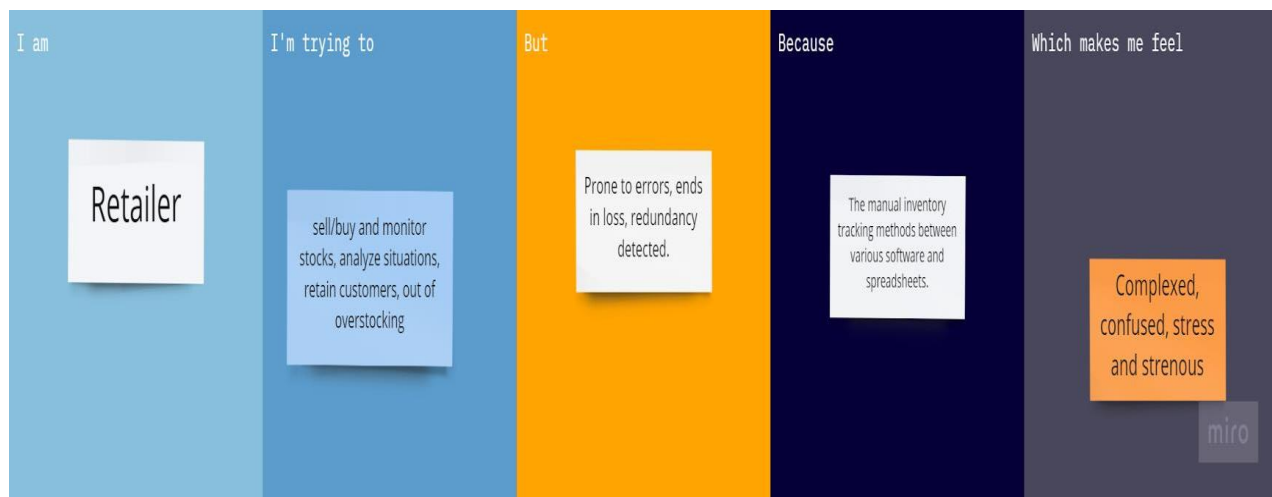 I am
Retailer
I'm trying to
sell/buy and monitor
stocks, analyze situations,
retain customers, out of
overstocking
But
Prone to errors, ends
in loss, redundancy
detected.
Because
The manual inventory
tracking methods between
various software and
spreadsheets.
Which makes me feel
Complexed,
confused, stress
and strenous
miro